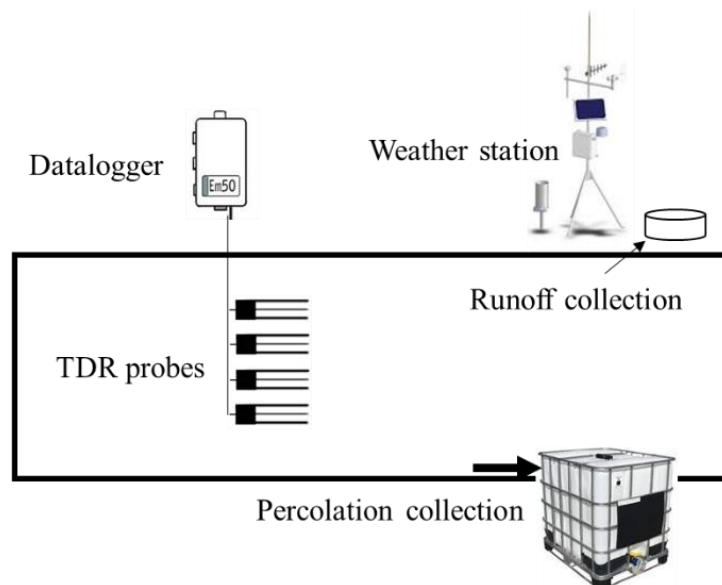 Weather station
Datalogger
Em50
Runoff collection
TDR probes
Percolation collection